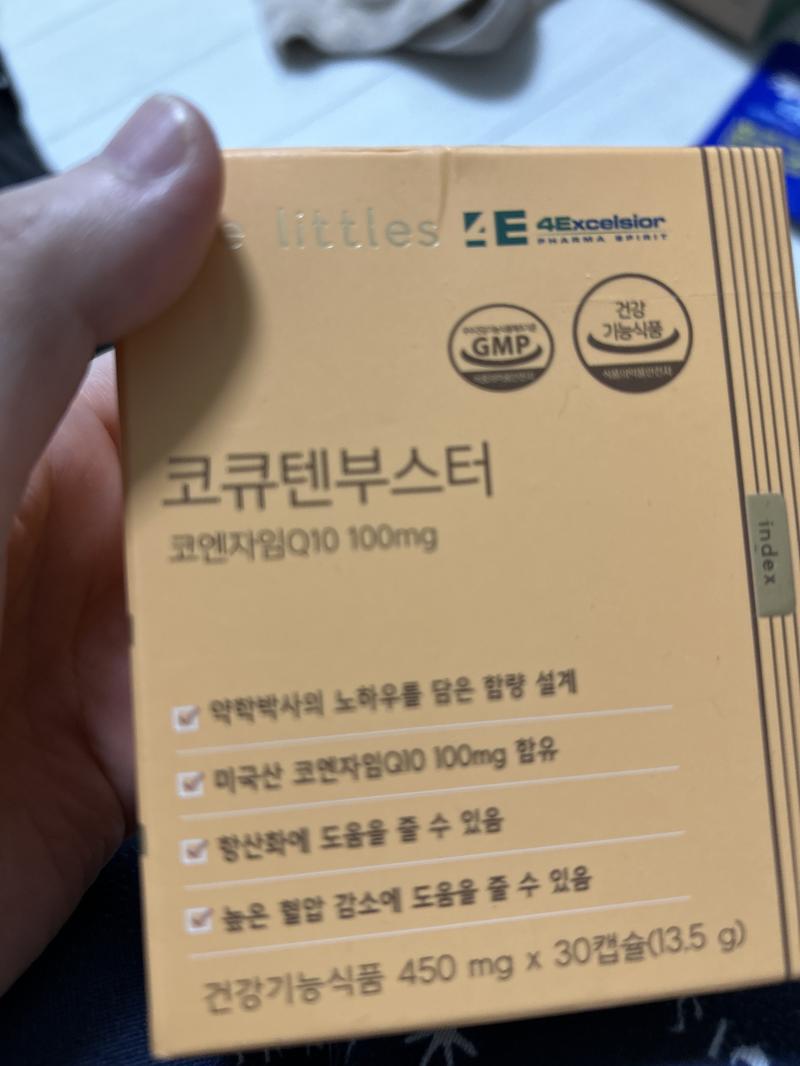 littles 4E 4Excelsior
PHARMA SPIRIT
GMP
건강
기능식품
코큐텐부스터
코엔자임Q10 100mg
index
약학박사의 노하우를 담은 함량 설계
미국산 코엔자임Q10 100mg 함유
항산화에 도움을 줄 수 있음
높은 혈압 감소에 도움을 줄 수 있음
건강기능식품 450 mg x 30캡슐(13.5 g)